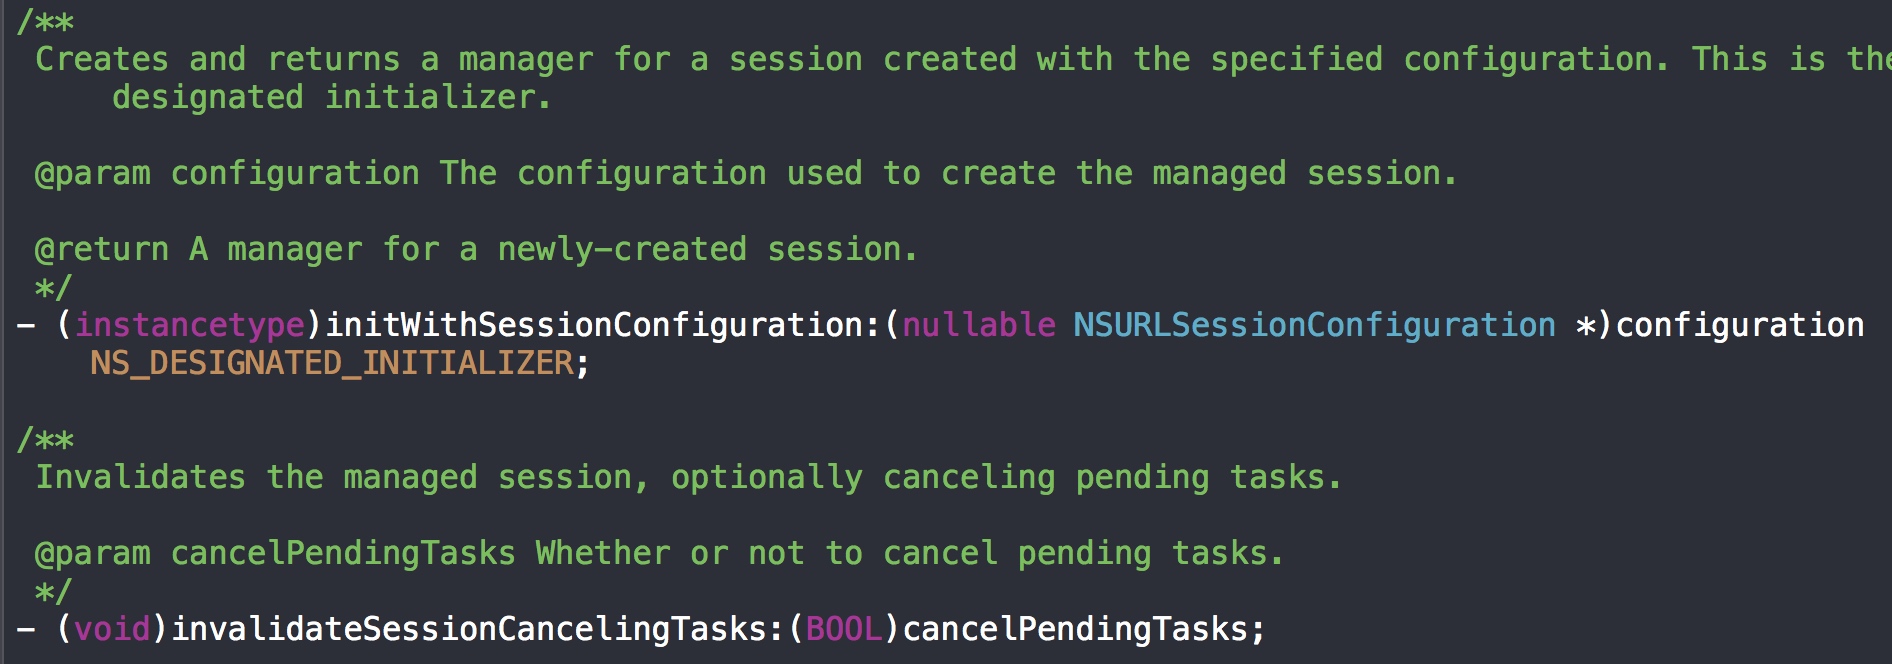 /**
Creates and returns a manager for a session created with the specified configuration. This is the
designated initializer.
@param configuration The configuration used to create the managed session.
@return A manager for a newly-created session.
*/
- (instancetype)initWithSessionConfiguration:(nullable NSURLSessionConfiguration *)configuration
NS_DESIGNATED_INITIALIZER;
/**
Invalidates the managed session, optionally canceling pending tasks.
@param cancelPendingTasks Whether or not to cancel pending tasks.
*/
- (void)invalidateSessionCancelingTasks:(BOOL)cancelPendingTasks;